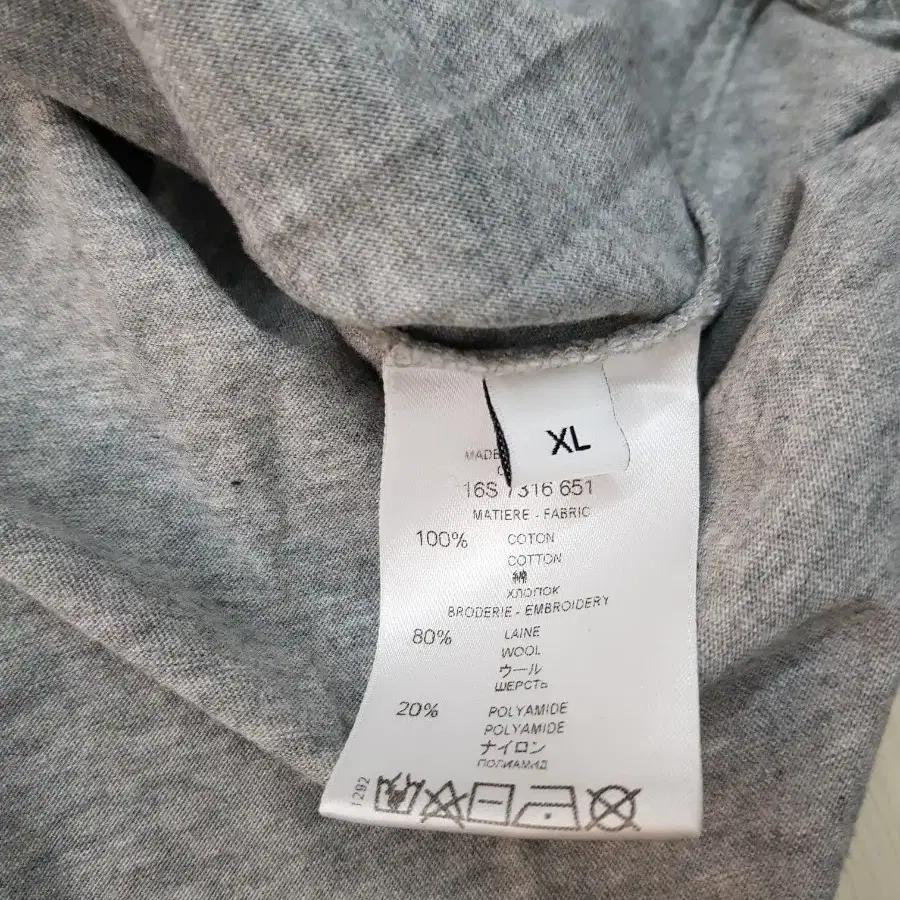 XL
MADE
16S 7316 651
MATIERE - FABRIC
100% COTON
COTTON
綿
ХЛОПОК
BRODERIE - EMBROIDERY
80% LAINE
WOOL
ウール
ШЕРСТЬ
20% POLYAMIDE
POLYAMIDE
ナイロン
ПОЛИАМИД
1292